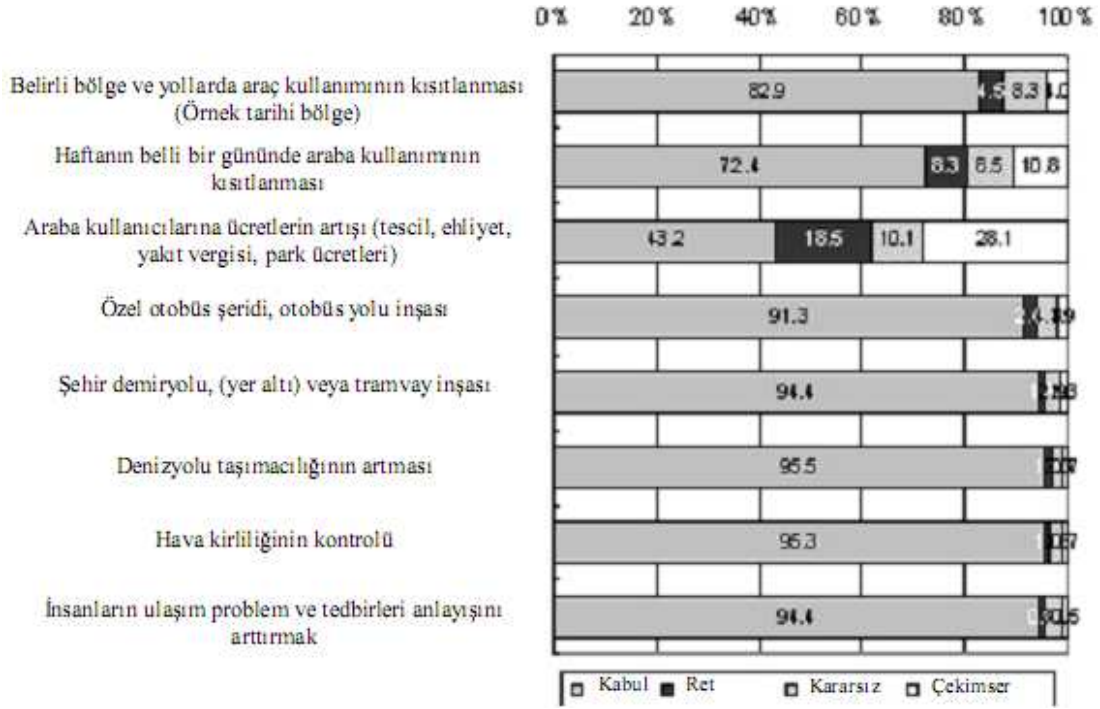 0% 20% 40% 60% 80% 100%
Belirli bölge ve yollarda araç kullanımının kısıtlanması
(Örnek tarihi bölge)
82.9 4.5 8.3 4.0
Haftanın belli bir gününde araba kullanımının
kısıtlanması
72.4 8.3 8.5 10.8
Araba kullanıcılarına ücretlerin artışı (tescil, ehliyet,
yakıt vergisi, park ücretleri)
43.2 18.5 10.1 28.1
Özel otobüs şeridi, otobüs yolu inşası
91.3
Şehir demiryolu, (yer altı) veya tramvay inşası
94.4
Denizyolu taşımacılığının artması
95.5
Hava kirliliğinin kontrolü
95.3
İnsanların ulaşım problem ve tedbirleri anlayışını
arttırmak
94.4
Kabul Ret Kararsız Çekimser